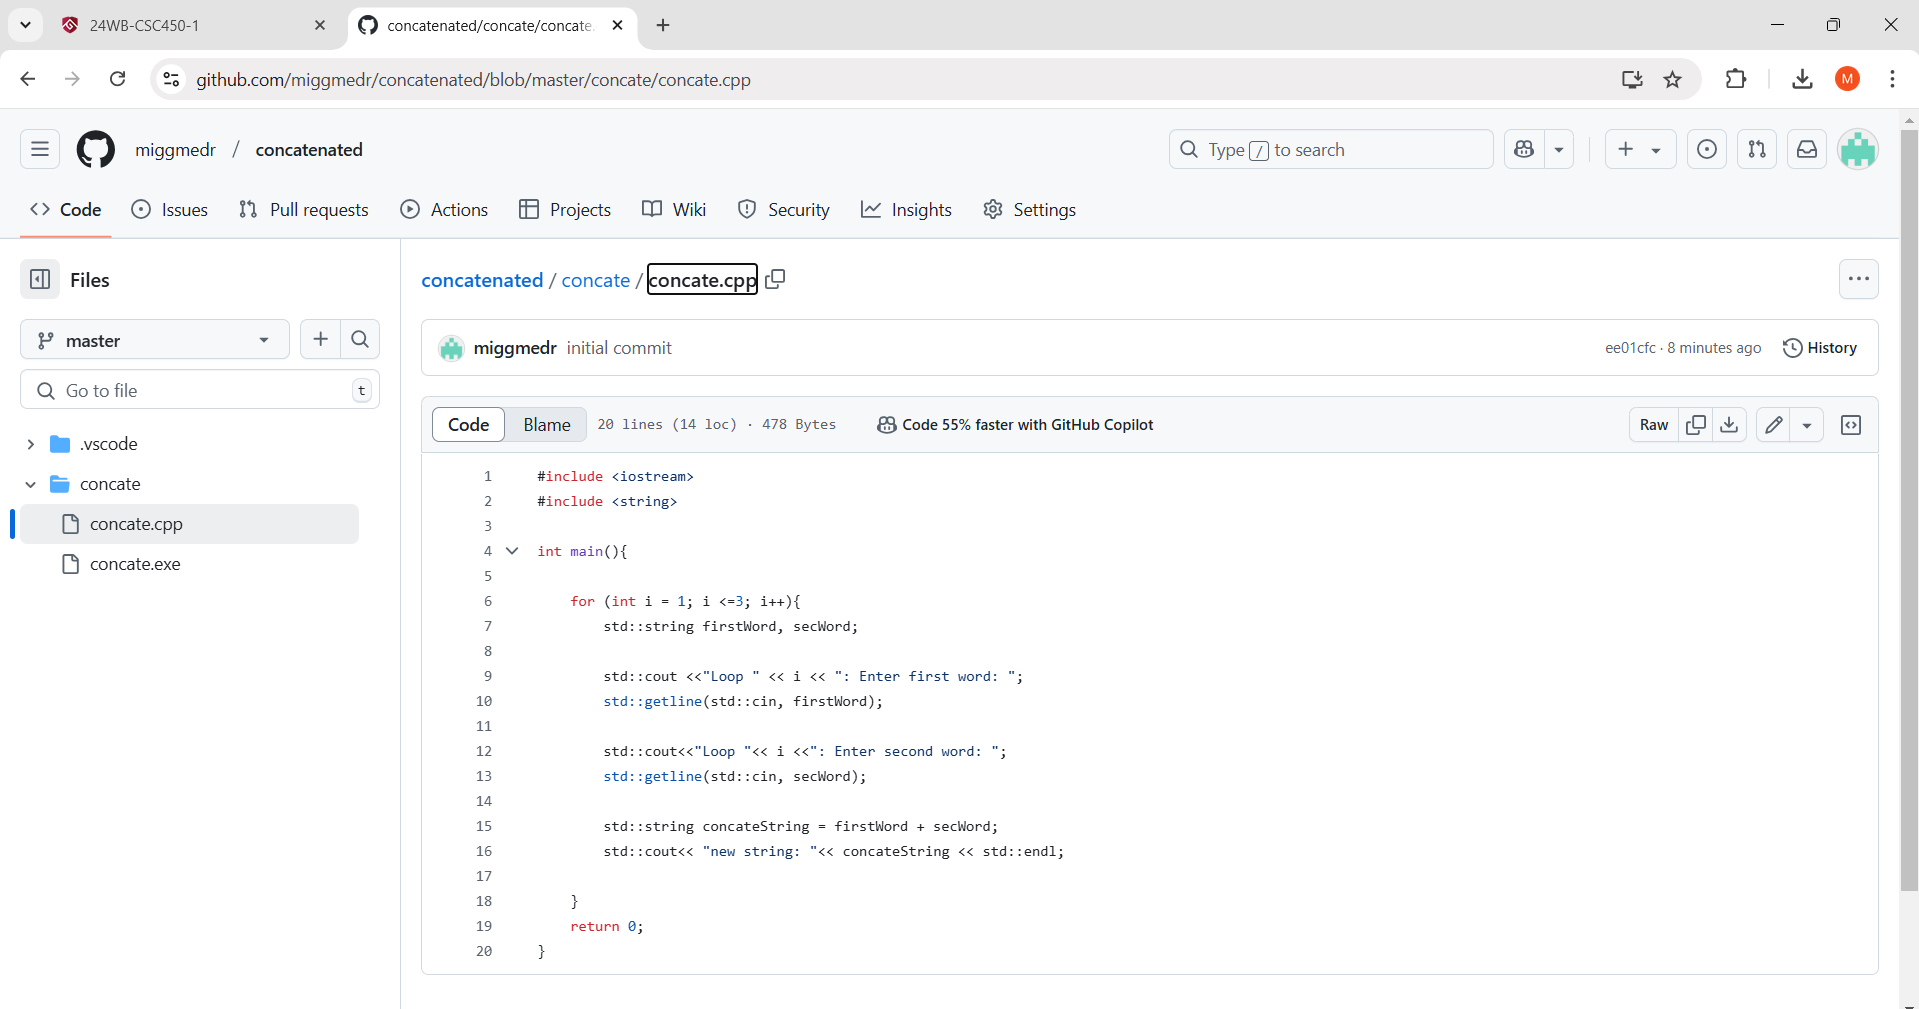 24WB-CSC450-1
concatenated/concate/concate.
github.com/miggmedr/concatenated/blob/master/concate/concate.cpp
M
miggmedr / concatenated
Type / to search
Code Issues Pull requests Actions Projects Wiki Security Insights Settings
Files
master
Go to file t
.vscode
concate
concate.cpp
concate.exe
concatenated / concate / concate.cpp
miggmedr initial commit ee01cfc · 8 minutes ago History
Code Blame 20 lines (14 loc) · 478 Bytes Code 55% faster with GitHub Copilot Raw
1 #include <iostream>
2 #include <string>
3
4 int main(){
5
6 for (int i = 1; i <=3; i++){
7 std::string firstWord, secWord;
8
9 std::cout <<"Loop " << i << ": Enter first word: ";
10 std::getline(std::cin, firstWord);
11
12 std::cout<<"Loop "<< i <<": Enter second word: ";
13 std::getline(std::cin, secWord);
14
15 std::string concateString = firstWord + secWord;
16 std::cout<< "new string: "<< concateString << std::endl;
17
18 }
19 return 0;
20 }